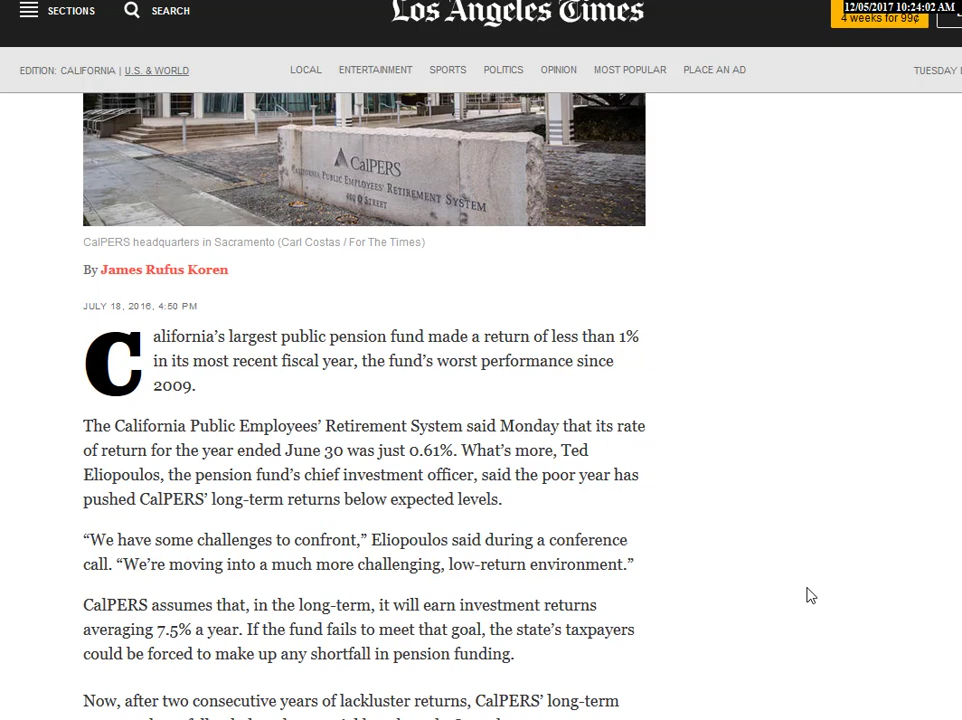 SECTIONS
SEARCH
Los Angeles Times
12/05/2017 10:24:02 AM
4 weeks for 99¢
EDITION: CALIFORNIA | U.S. & WORLD
LOCAL ENTERTAINMENT SPORTS POLITICS OPINION MOST POPULAR PLACE AN AD
TUESDAY
CalPERS
CALIFORNIA PUBLIC EMPLOYEES' RETIREMENT SYSTEM
400 Q STREET
CalPERS headquarters in Sacramento (Carl Costas / For The Times)
By James Rufus Koren
JULY 18, 2016, 4:50 PM
California’s largest public pension fund made a return of less than 1%
in its most recent fiscal year, the fund’s worst performance since
2009.
The California Public Employees’ Retirement System said Monday that its rate
of return for the year ended June 30 was just 0.61%. What’s more, Ted
Eliopoulos, the pension fund’s chief investment officer, said the poor year has
pushed CalPERS’ long-term returns below expected levels.
“We have some challenges to confront,” Eliopoulos said during a conference
call. “We’re moving into a much more challenging, low-return environment.”
CalPERS assumes that, in the long-term, it will earn investment returns
averaging 7.5% a year. If the fund fails to meet that goal, the state’s taxpayers
could be forced to make up any shortfall in pension funding.
Now, after two consecutive years of lackluster returns, CalPERS’ long-term